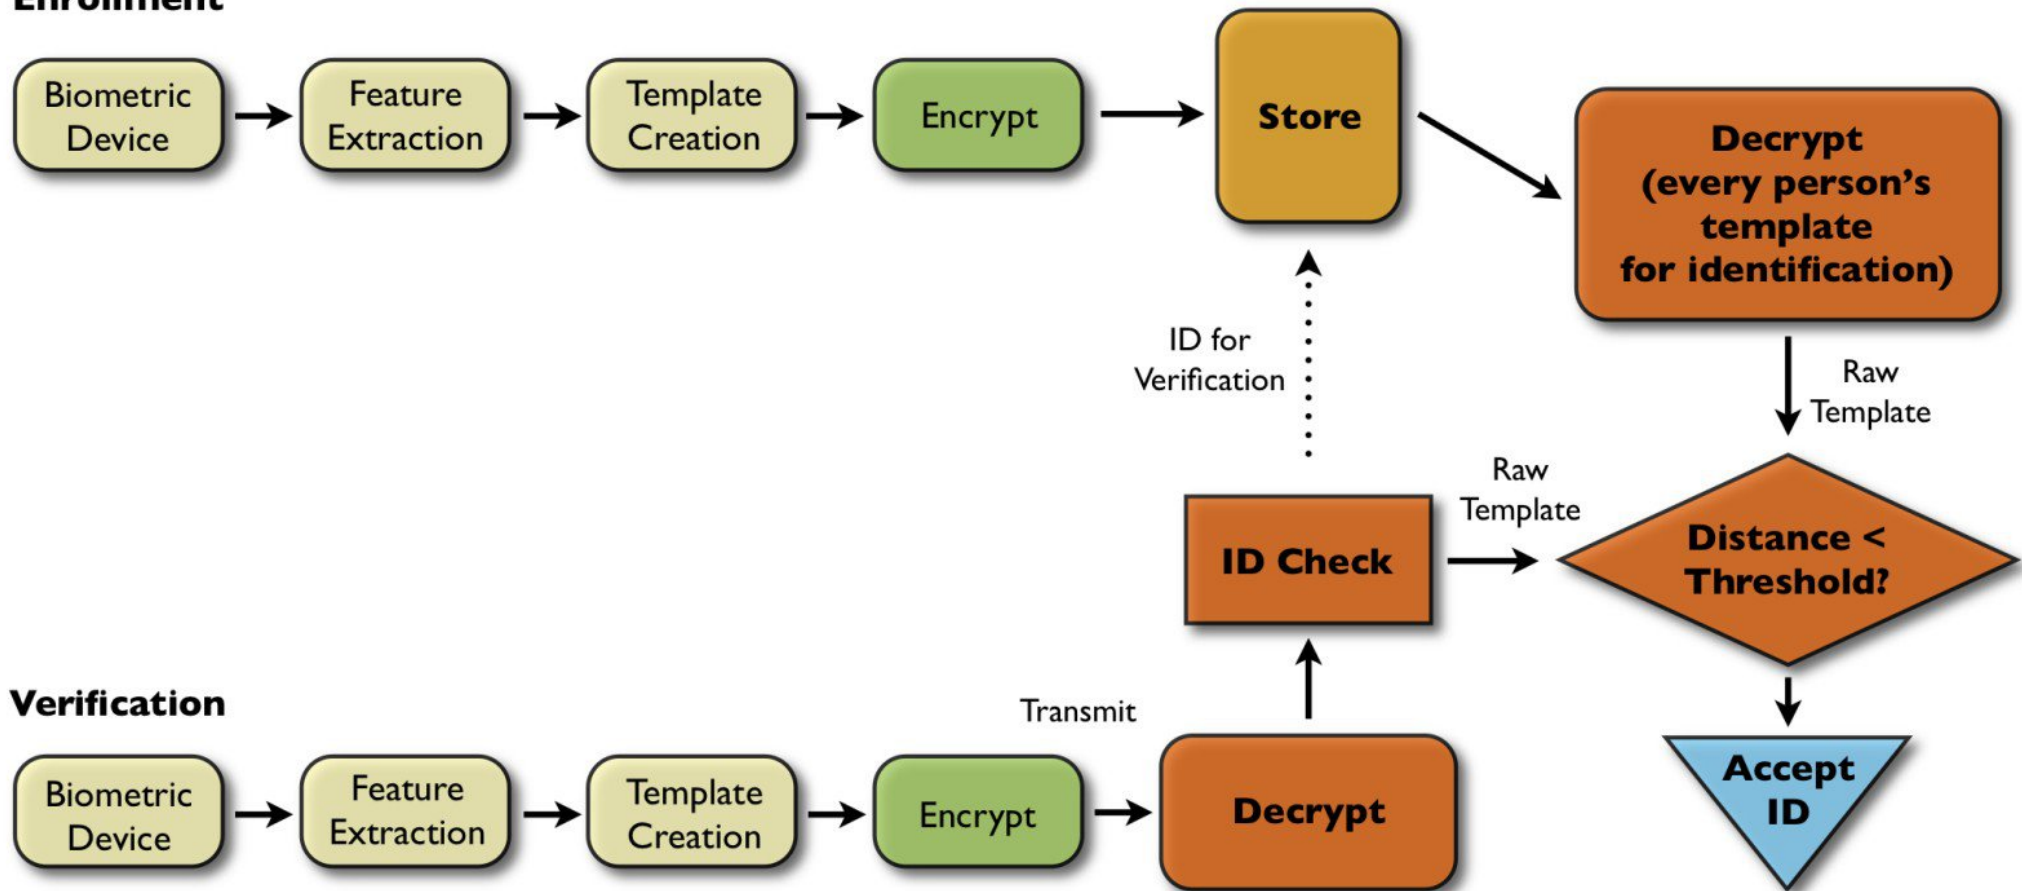 Enrollment
Biometric
Device
Feature
Extraction
Template
Creation
Encrypt
Store
Decrypt
(every person's
template
for identification)
ID for
Verification
Raw
Template
Raw
Template
ID Check
Distance <
Threshold?
Verification
Transmit
Biometric
Device
Feature
Extraction
Template
Creation
Encrypt
Decrypt
Accept
ID